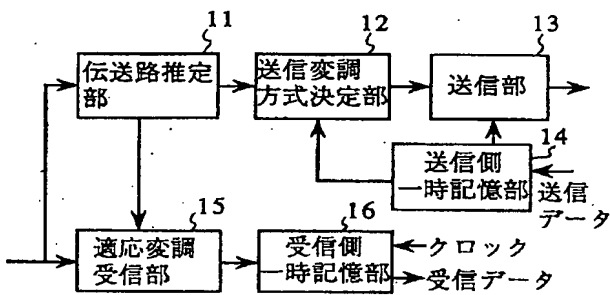 11
伝送路推定
部
12
送信変調
方式決定部
13
送信部
14
送信側
一時記憶部
送信
データ
15
適応変調
受信部
16
受信側
一時記憶部
クロック
受信データ